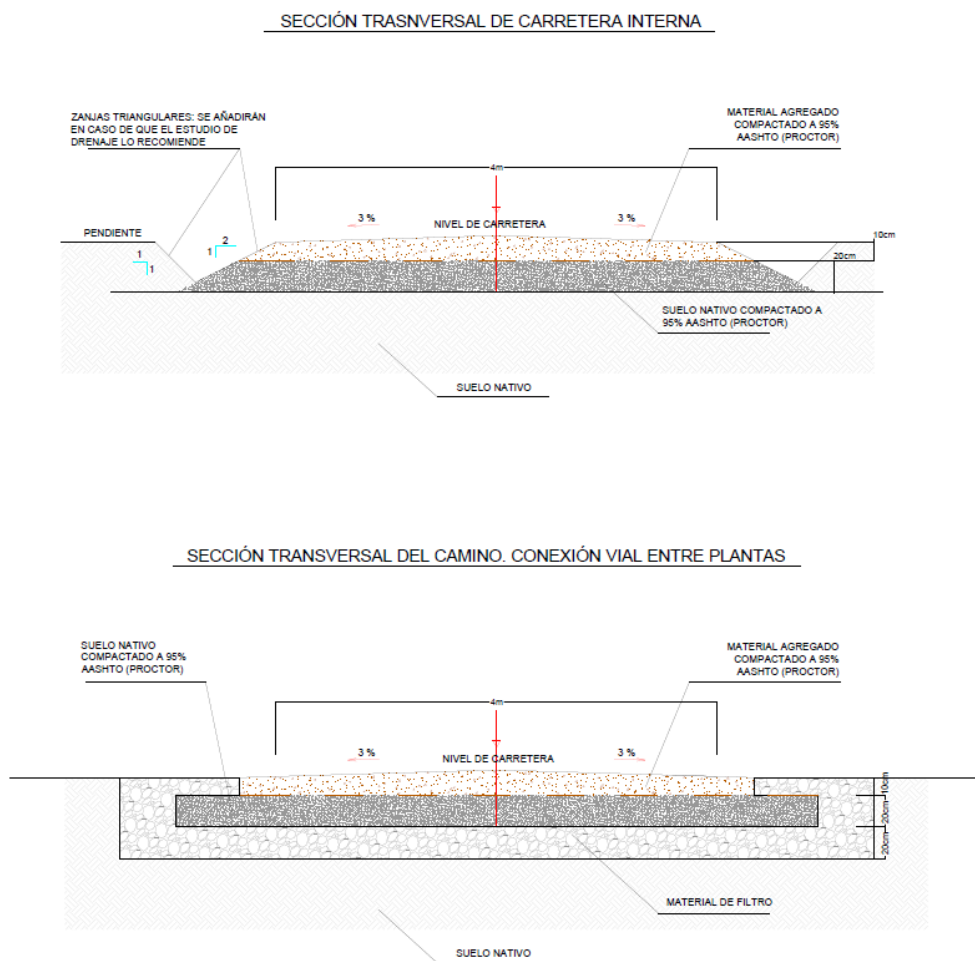 SECCIÓN TRASNVERSAL DE CARRETERA INTERNA
ZANJAS TRIANGULARES: SE AÑADIRÁN
EN CASO DE QUE EL ESTUDIO DE
DRENAJE LO RECOMIENDE
MATERIAL AGREGADO
COMPACTADO A 95%
AASHTO (PROCTOR)
4m
3 %
NIVEL DE CARRETERA
3 %
PENDIENTE
1
1
2
1
10cm
20cm
SUELO NATIVO COMPACTADO A
95% AASHTO (PROCTOR)
SUELO NATIVO
SECCIÓN TRANSVERSAL DEL CAMINO. CONEXIÓN VIAL ENTRE PLANTAS
SUELO NATIVO
COMPACTADO A 95%
AASHTO (PROCTOR)
MATERIAL AGREGADO
COMPACTADO A 95%
AASHTO (PROCTOR)
4m
3 %
NIVEL DE CARRETERA
3 %
10cm
20cm
20cm
MATERIAL DE FILTRO
SUELO NATIVO